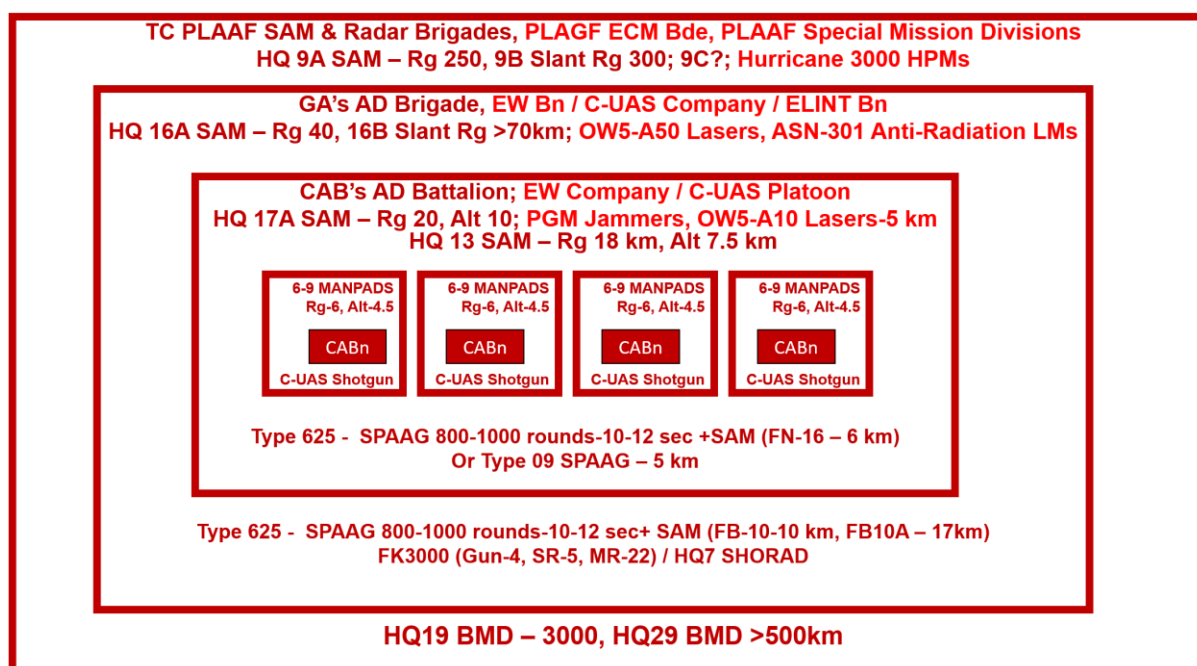 TC PLAAF SAM & Radar Brigades, PLAGF ECM Bde, PLAAF Special Mission Divisions
HQ 9A SAM – Rg 250, 9B Slant Rg 300; 9C?; Hurricane 3000 HPMs
GA's AD Brigade, EW Bn / C-UAS Company / ELINT Bn
HQ 16A SAM – Rg 40, 16B Slant Rg >70km; OW5-A50 Lasers, ASN-301 Anti-Radiation LMs
CAB's AD Battalion; EW Company / C-UAS Platoon
HQ 17A SAM – Rg 20, Alt 10; PGM Jammers, OW5-A10 Lasers-5 km
HQ 13 SAM – Rg 18 km, Alt 7.5 km
6-9 MANPADS
Rg-6, Alt-4.5
CABn
C-UAS Shotgun
6-9 MANPADS
Rg-6, Alt-4.5
CABn
C-UAS Shotgun
6-9 MANPADS
Rg-6, Alt-4.5
CABn
C-UAS Shotgun
6-9 MANPADS
Rg-6, Alt-4.5
CABn
C-UAS Shotgun
Type 625 - SPAAG 800-1000 rounds-10-12 sec +SAM (FN-16 – 6 km)
Or Type 09 SPAAG – 5 km
Type 625 - SPAAG 800-1000 rounds-10-12 sec+ SAM (FB-10-10 km, FB10A – 17km)
FK3000 (Gun-4, SR-5, MR-22) / HQ7 SHORAD
HQ19 BMD – 3000, HQ29 BMD >500km